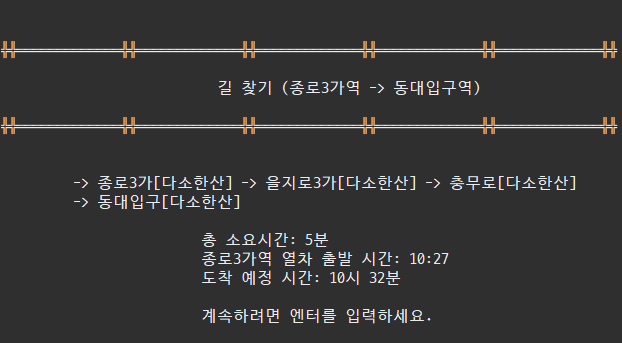 길 찾기 (종로3가역 -> 동대입구역)
-> 종로3가[다소한산] -> 을지로3가[다소한산] -> 충무로[다소한산]
-> 동대입구[다소한산]
총 소요시간: 5분
종로3가역 열차 출발 시간: 10:27
도착 예정 시간: 10시 32분
계속하려면 엔터를 입력하세요.